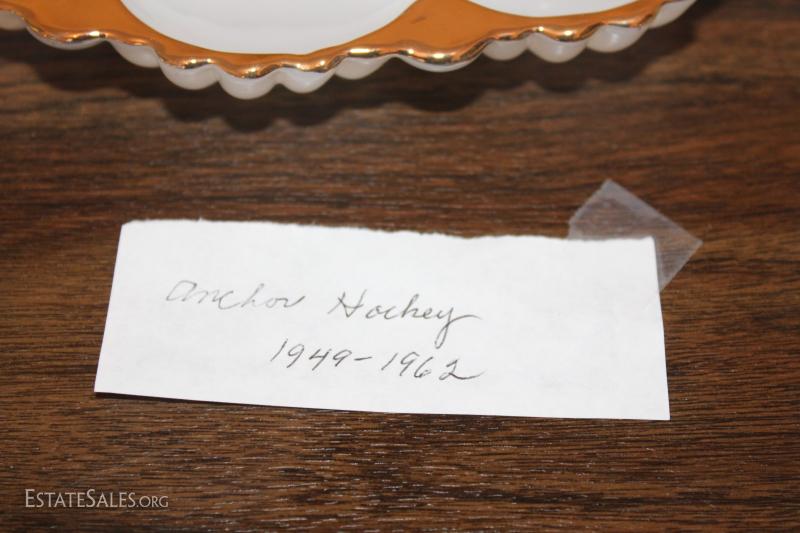 Anchor Hockey
1949-1962
ESTATESALES.ORG